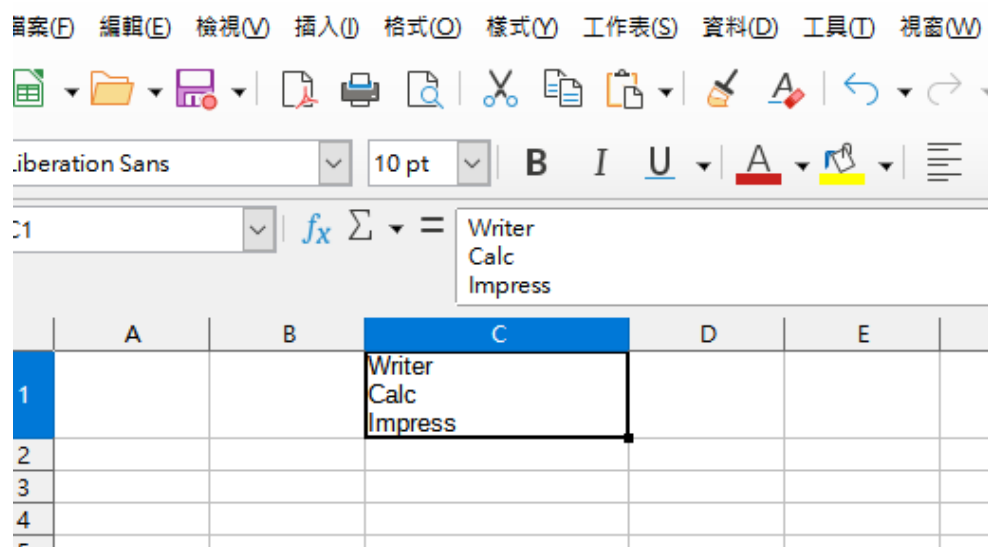 檔案(F) 編輯(E) 檢視(V) 插入(I) 格式(O) 樣式(Y) 工作表(S) 資料(D) 工具(T) 視窗(W)
Liberation Sans 10 pt B I U A
C1 fx Σ = Writer
Calc
Impress
A B C D E
1 Writer
Calc
Impress
2
3
4